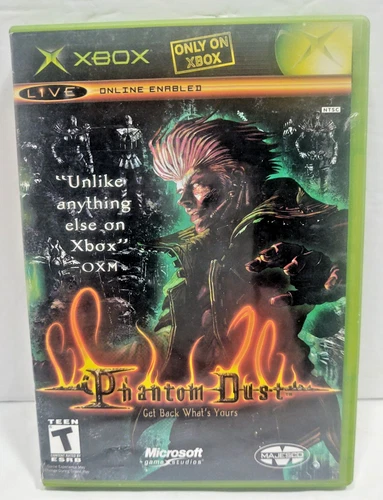 XBOX
ONLY ON
XBOX
LIVE ONLINE ENABLED
NTSC
"Unlike
anything
else on
Xbox"
-OXM
Phantom Dust
Get Back What's Yours
TEEN
T
ESRB
Microsoft
game studios
MAJESCO